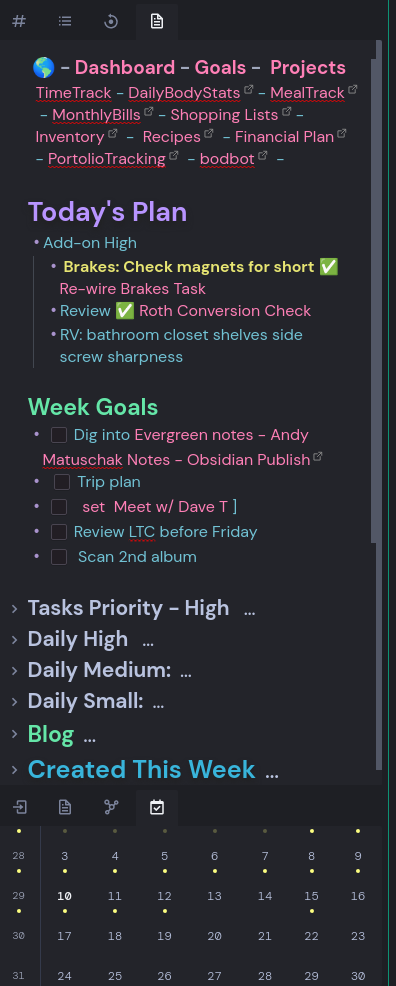 🌎 - Dashboard - Goals - Projects
TimeTrack - DailyBodyStats - MealTrack
- MonthlyBills - Shopping Lists -
Inventory - Recipes - Financial Plan
- PortolioTracking - bodbot -
Today's Plan
• Add-on High
• Brakes: Check magnets for short ✅
Re-wire Brakes Task
• Review ✅ Roth Conversion Check
• RV: bathroom closet shelves side
screw sharpness
Week Goals
• Dig into Evergreen notes - Andy
Matuschak Notes - Obsidian Publish
• Trip plan
• set Meet w/ Dave T ]
• Review LTC before Friday
• Scan 2nd album
Tasks Priority - High ...
Daily High ...
Daily Medium: ...
Daily Small: ...
Blog ...
Created This Week ...
28 3 4 5 6 7 8 9
29 10 11 12 13 14 15 16
30 17 18 19 20 21 22 23
31 24 25 26 27 28 29 30